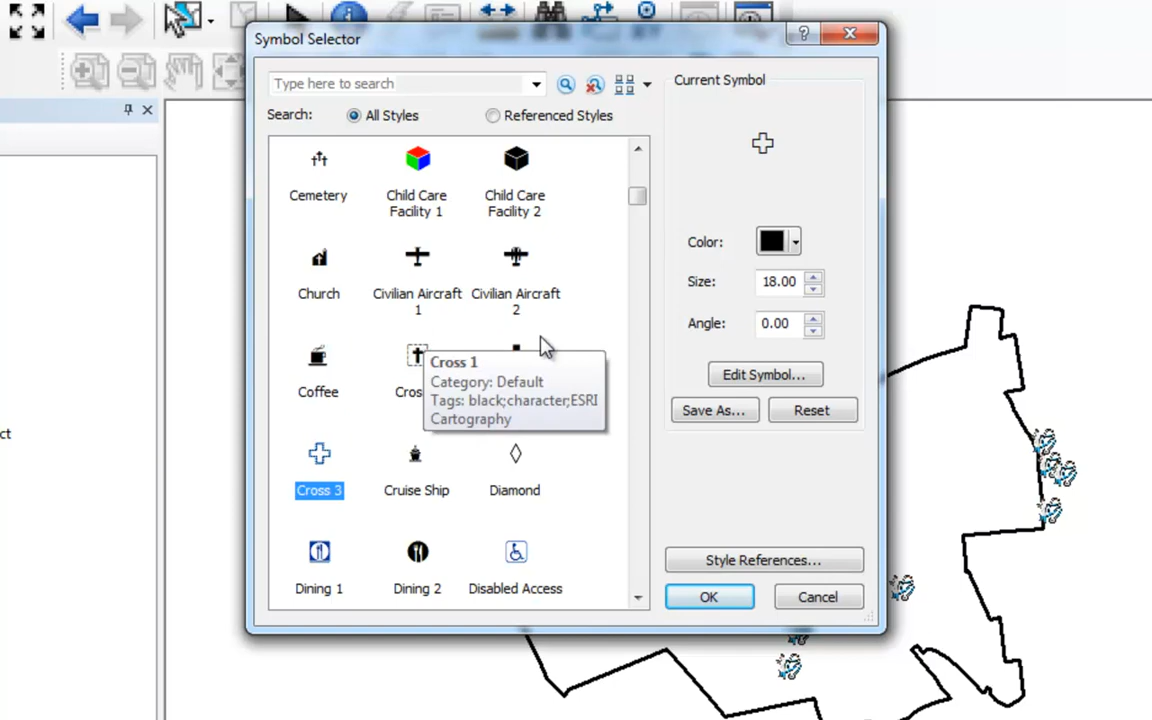 Symbol Selector
Type here to search
Current Symbol
Search:
All Styles
Referenced Styles
Cemetery
Child Care
Facility 1
Child Care
Facility 2
Color:
Church
Civilian Aircraft
1
Civilian Aircraft
2
Size:
18.00
Angle:
0.00
Cross 1
Category: Default
Tags: black;character;ESRI
Cartography
Edit Symbol...
Coffee
Cros
Save As...
Reset
ct
Cross 3
Cruise Ship
Diamond
Style References...
Dining 1
Dining 2
Disabled Access
OK
Cancel